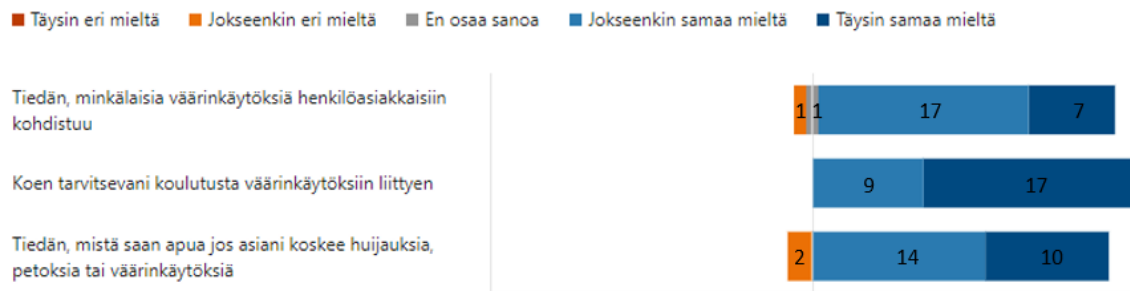 Täysin eri mieltä Jokseenkin eri mieltä En osaa sanoa Jokseenkin samaa mieltä Täysin samaa mieltä
Tiedän, minkälaisia väärinkäytöksiä henkilöasiakkaisiin
kohdistuu
1 1 17 7
Koen tarvitsevani koulutusta väärinkäytöksiin liittyen
9 17
Tiedän, mistä saan apua jos asiani koskee huijauksia,
petoksia tai väärinkäytöksiä
2 14 10